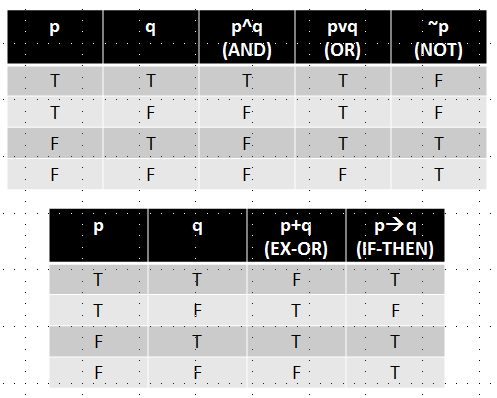 p q p^q (AND) pvq (OR) ~p (NOT)
T T T T F
T F F T F
F T F T T
F F F F T
p q p+q (EX-OR) p→q (IF-THEN)
T T F T
T F T F
F T T T
F F F T